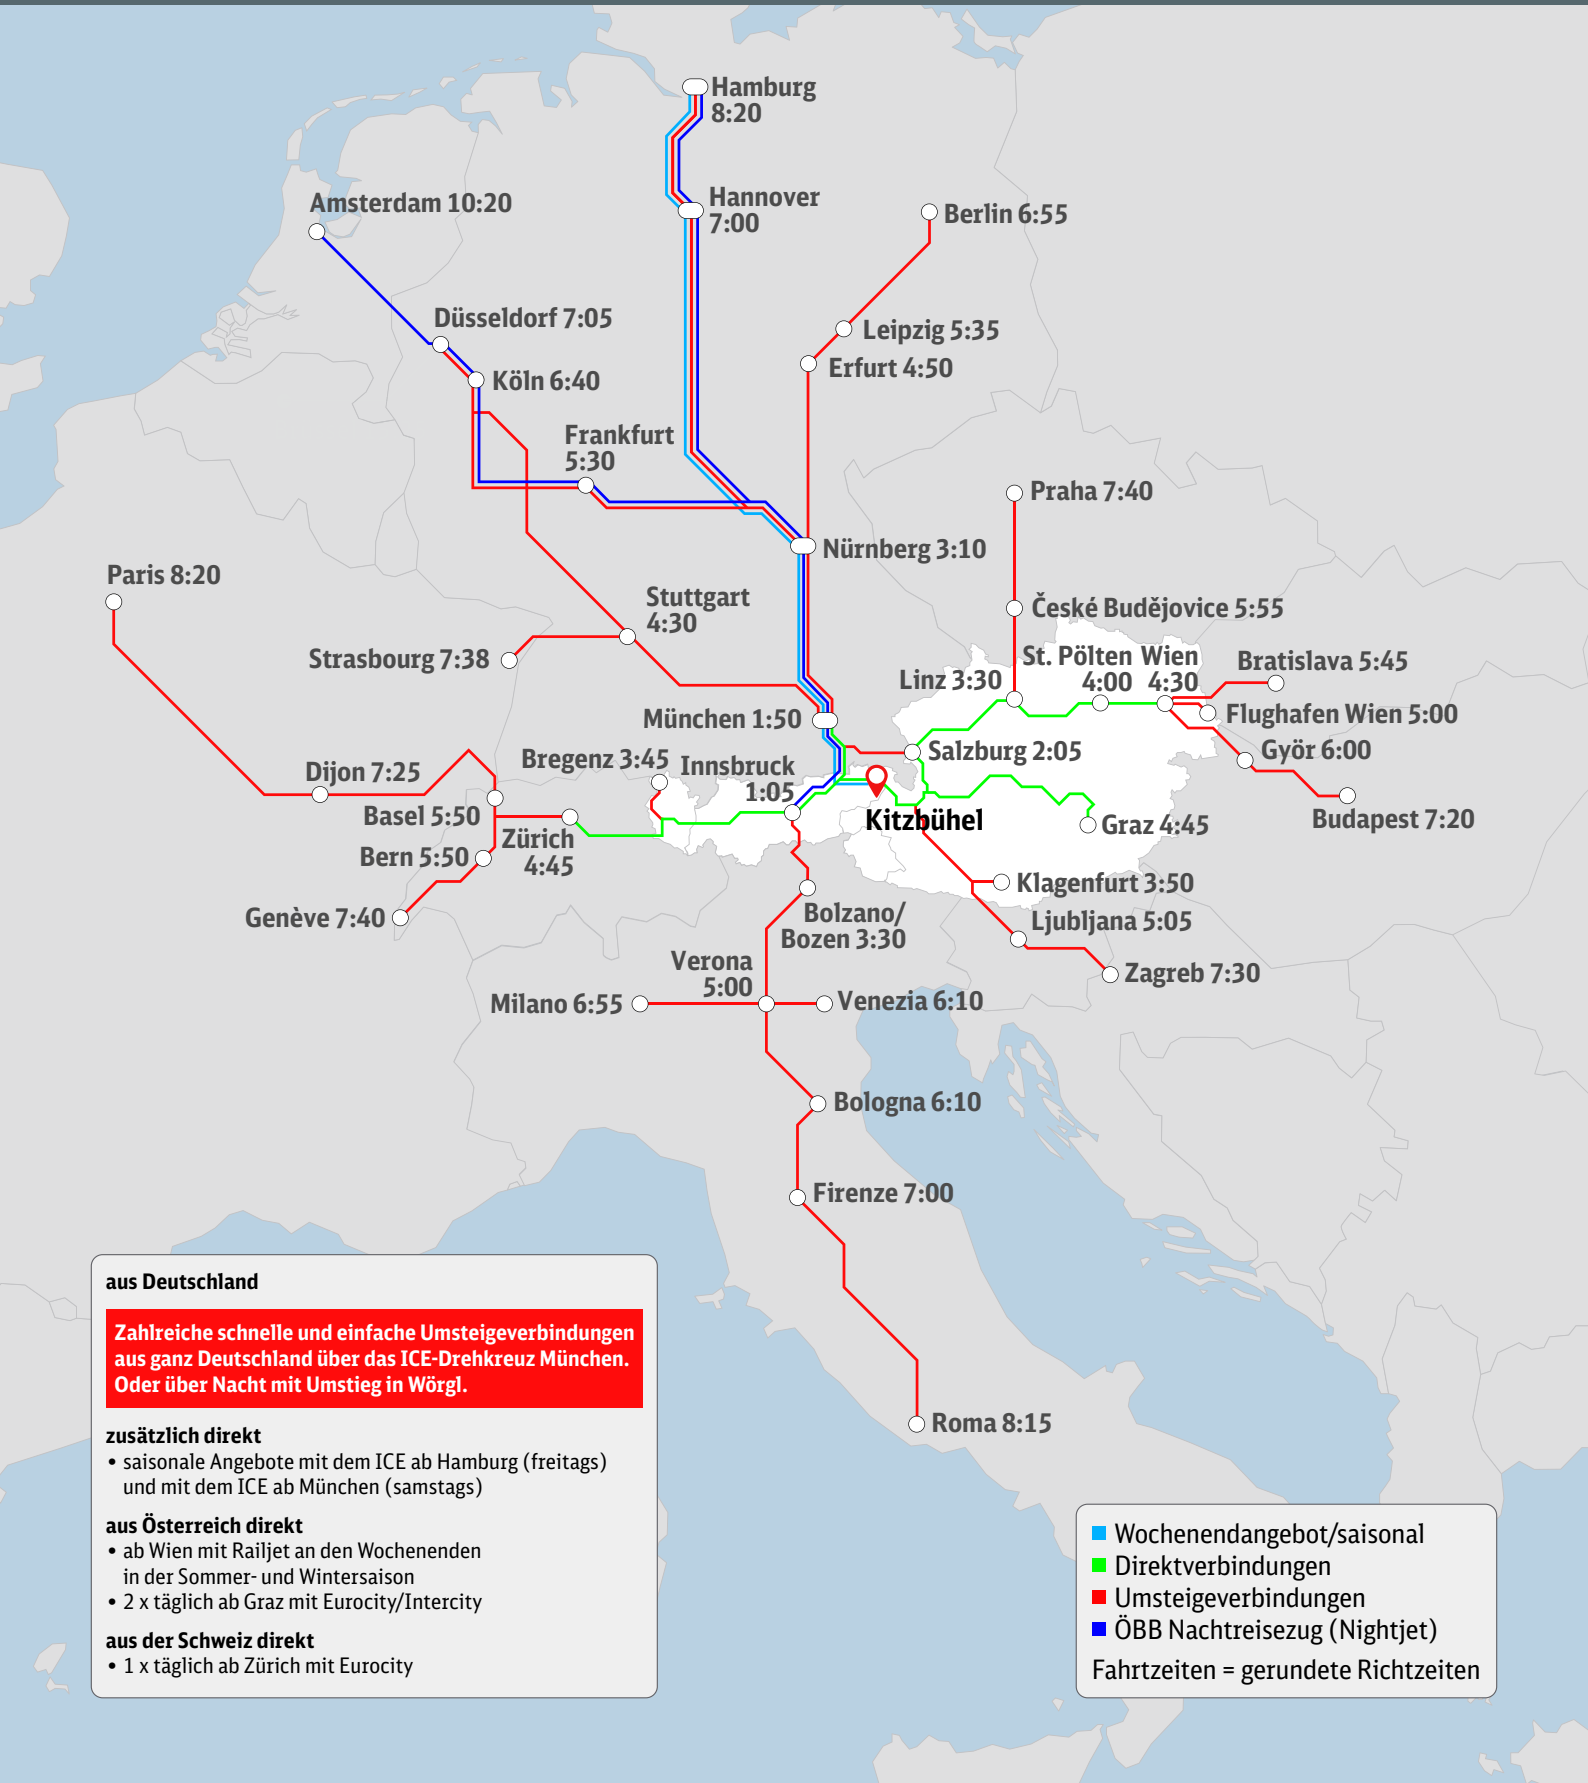 Hamburg
8:20
Hannover
7:00
Amsterdam 10:20
Berlin 6:55
Düsseldorf 7:05
Leipzig 5:35
Erfurt 4:50
Köln 6:40
Frankfurt
5:30
Praha 7:40
Nürnberg 3:10
Paris 8:20
Stuttgart
4:30
České Budějovice 5:55
Strasbourg 7:38
St. Pölten
4:00
Wien
4:30
Bratislava 5:45
Linz 3:30
Flughafen Wien 5:00
München 1:50
Salzburg 2:05
Györ 6:00
Bregenz 3:45
Innsbruck
1:05
Dijon 7:25
Basel 5:50
Kitzbühel
Graz 4:45
Budapest 7:20
Zürich
4:45
Bern 5:50
Klagenfurt 3:50
Genève 7:40
Bolzano/
Bozen 3:30
Ljubljana 5:05
Verona
5:00
Zagreb 7:30
Milano 6:55
Venezia 6:10
Bologna 6:10
Firenze 7:00
Roma 8:15
aus Deutschland
Zahlreiche schnelle und einfache Umsteigeverbindungen
aus ganz Deutschland über das ICE-Drehkreuz München.
Oder über Nacht mit Umstieg in Wörgl.
zusätzlich direkt
• saisonale Angebote mit dem ICE ab Hamburg (freitags)
und mit dem ICE ab München (samstags)
aus Österreich direkt
• ab Wien mit Railjet an den Wochenenden
in der Sommer- und Wintersaison
• 2 x täglich ab Graz mit Eurocity/Intercity
aus der Schweiz direkt
• 1 x täglich ab Zürich mit Eurocity
Wochenendangebot/saisonal
Direktverbindungen
Umsteigeverbindungen
ÖBB Nachtreisezug (Nightjet)
Fahrtzeiten = gerundete Richtzeiten